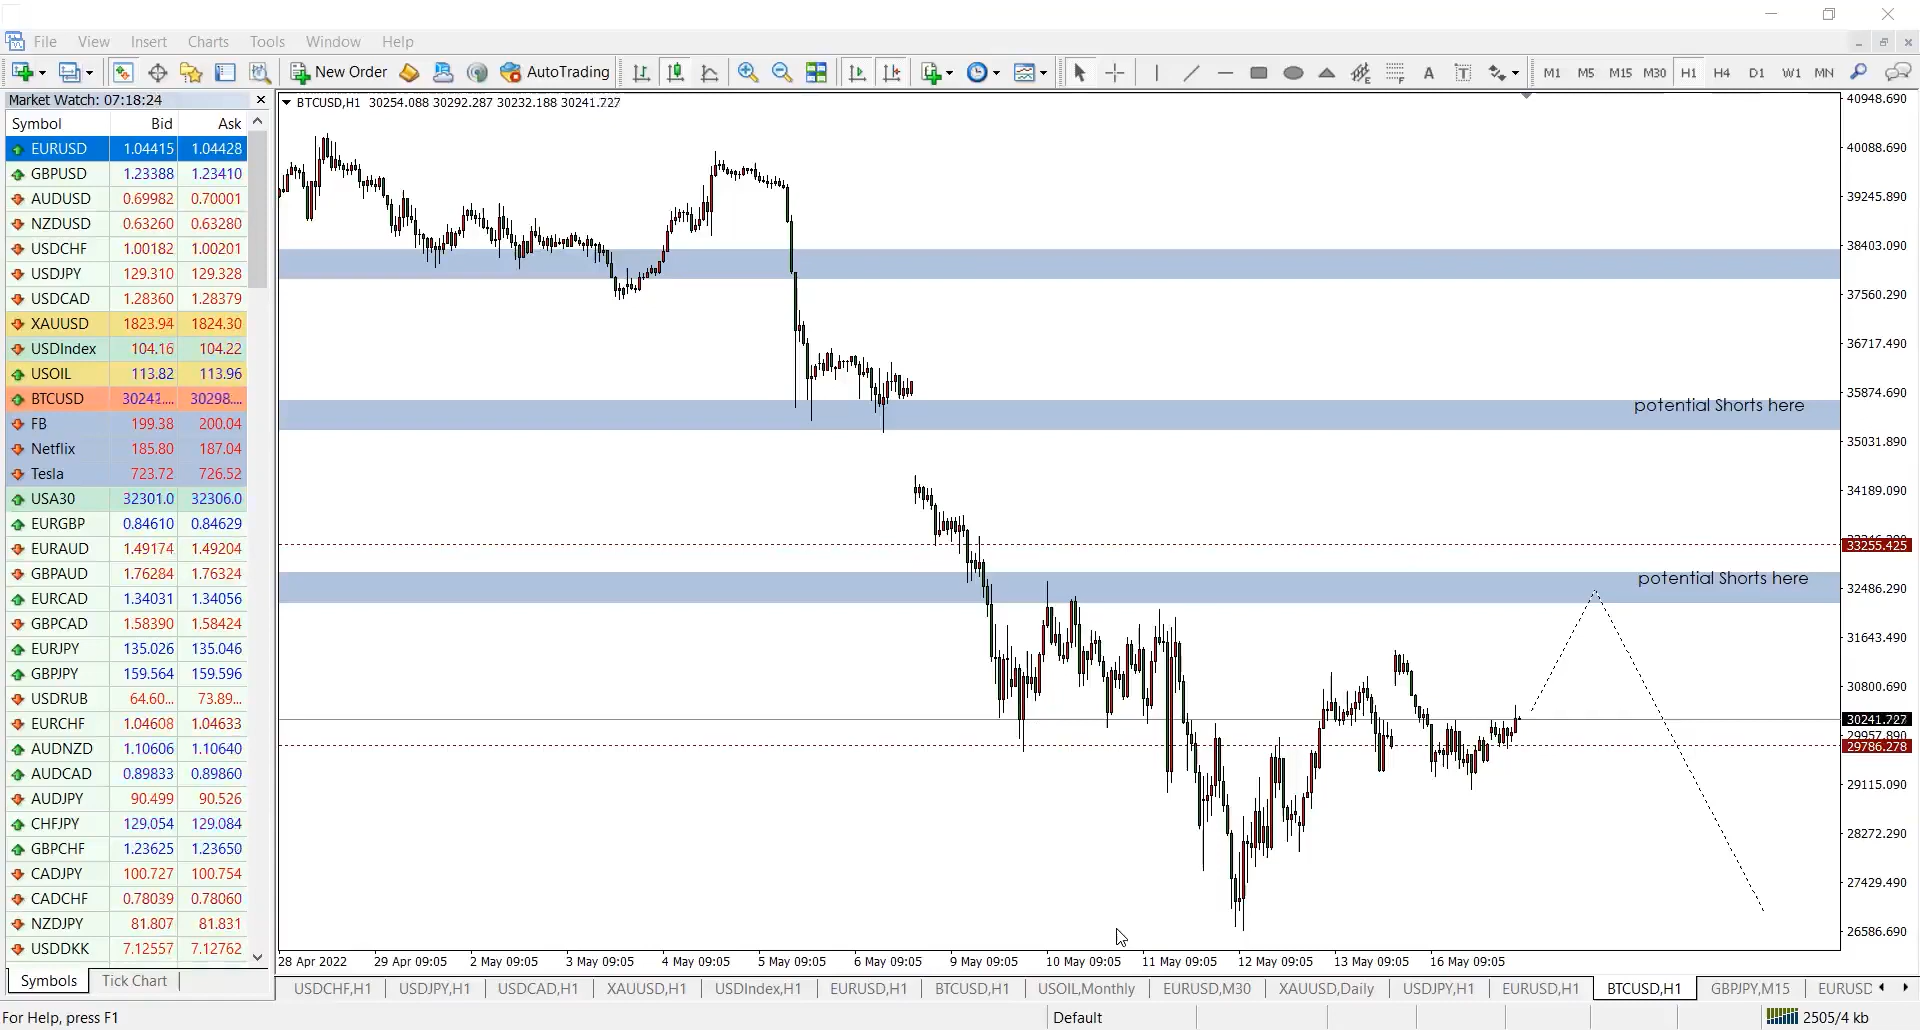 File View Insert Charts Tools Window Help
New Order AutoTrading A T M1 M5 M15 M30 H1 H4 D1 W1 MN
Market Watch: 07:18:24
Symbol Bid Ask
EURUSD 1.04415 1.04428
GBPUSD 1.23388 1.23410
AUDUSD 0.69982 0.70001
NZDUSD 0.63260 0.63280
USDCHF 1.00182 1.00201
USDJPY 129.310 129.328
USDCAD 1.28360 1.28379
XAUUSD 1823.94 1824.30
USDIndex 104.16 104.22
USOIL 113.82 113.96
BTCUSD 30241.... 30298....
FB 199.38 200.04
Netflix 185.80 187.04
Tesla 723.72 726.52
USA30 32301.0 32306.0
EURGBP 0.84610 0.84629
EURAUD 1.49174 1.49204
GBPAUD 1.76284 1.76324
EURCAD 1.34031 1.34056
GBPCAD 1.58390 1.58424
EURJPY 135.026 135.046
GBPJPY 159.564 159.596
USDRUB 64.60... 73.89...
EURCHF 1.04608 1.04633
AUDNZD 1.10606 1.10640
AUDCAD 0.89833 0.89860
AUDJPY 90.499 90.526
CHFJPY 129.054 129.084
GBPCHF 1.23625 1.23650
CADJPY 100.727 100.754
CADCHF 0.78039 0.78060
NZDJPY 81.807 81.831
USDDKK 7.12557 7.12762
Symbols Tick Chart
BTCUSD,H1 30254.088 30292.287 30232.188 30241.727
potential Shorts here
potential Shorts here
40948.690
40088.690
39245.890
38403.090
37560.290
36717.490
35874.690
35031.890
34189.090
33255.425
32486.290
31643.490
30800.690
30241.727
29957.890
29786.278
29115.090
28272.290
27429.490
26586.690
28 Apr 2022 29 Apr 09:05 2 May 09:05 3 May 09:05 4 May 09:05 5 May 09:05 6 May 09:05 9 May 09:05 10 May 09:05 11 May 09:05 12 May 09:05 13 May 09:05 16 May 09:05
USDCHF,H1 USDJPY,H1 USDCAD,H1 XAUUSD,H1 USDIndex,H1 EURUSD,H1 BTCUSD,H1 USOIL,Monthly EURUSD,M30 XAUUSD,Daily USDJPY,H1 EURUSD,H1 BTCUSD,H1 GBPJPY,M15 EURUSD
For Help, press F1 Default 2505/4 kb